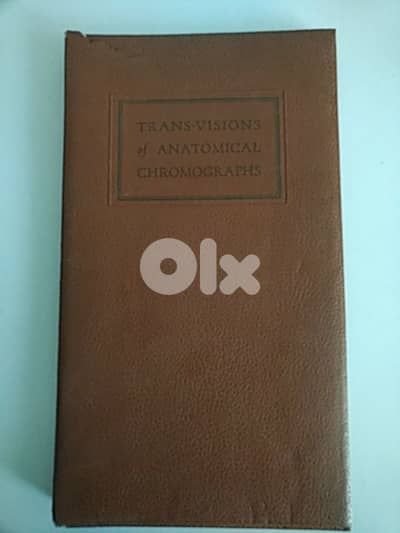 TRANS-VISIONS
of ANATOMICAL
CHROMOGRAPHS
OLX